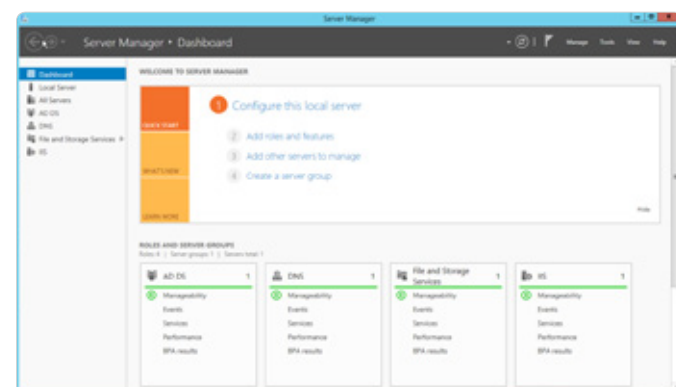 Server Manager
Server Manager • Dashboard
Manage Tools View Help
Dashboard
Local Server
All Servers
AD DS
DNS
File and Storage Services
IIS
WELCOME TO SERVER MANAGER
QUICK START
WHAT'S NEW
LEARN MORE
1 Configure this local server
2 Add roles and features
3 Add other servers to manage
4 Create a server group
Hide
ROLES AND SERVER GROUPS
Roles: 4 | Server groups: 1 | Servers total: 1
AD DS 1
Manageability
Events
Services
Performance
BPA results
DNS 1
Manageability
Events
Services
Performance
BPA results
File and Storage
Services 1
Manageability
Events
Services
Performance
BPA results
IIS 1
Manageability
Events
Services
Performance
BPA results